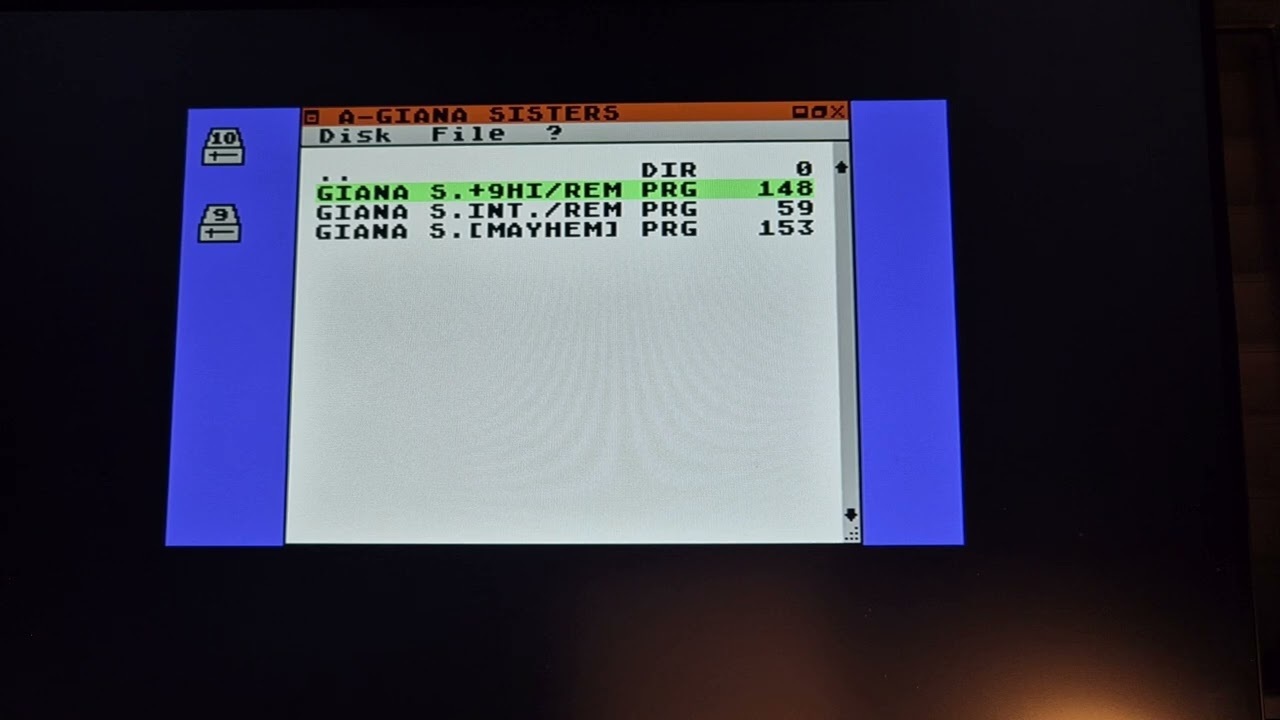 A-GIANA SISTERS
Disk File ?
10
.. DIR 0
GIANA S.+9HI/REM PRG 148
9
GIANA S.INT./REM PRG 59
GIANA S.[MAYHEM] PRG 153